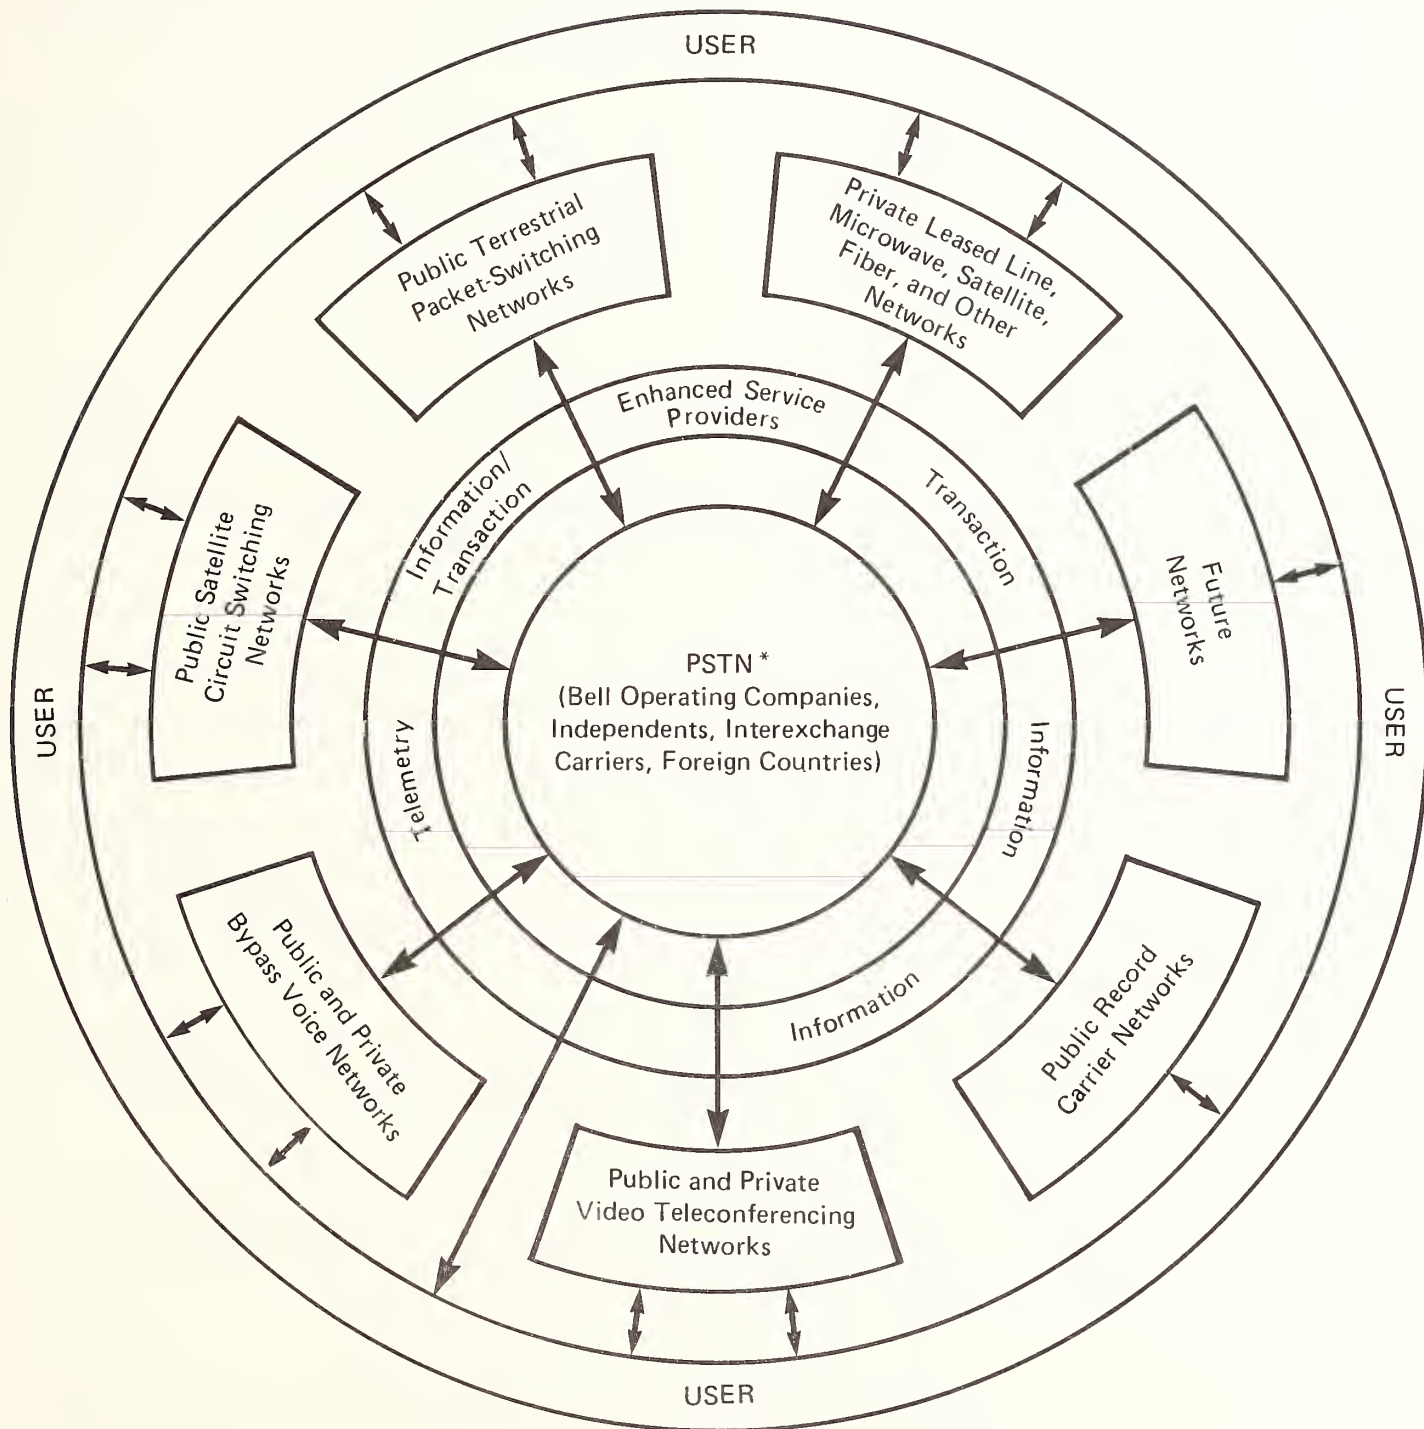 USER
Public Terrestrial
Packet-Switching
Networks
Private Leased Line,
Microwave, Satellite,
Fiber, and Other
Networks
Enhanced Service
Providers
Information/
Transaction
Transaction
Public Satellite
Circuit Switching
Networks
Future
Networks
PSTN *
(Bell Operating Companies,
Independents, Interexchange
Carriers, Foreign Countries)
USER
USER
Telemetry
Information
Public and Private
Bypass Voice Networks
Information
Public Record
Carrier Networks
Public and Private
Video Teleconferencing
Networks
USER